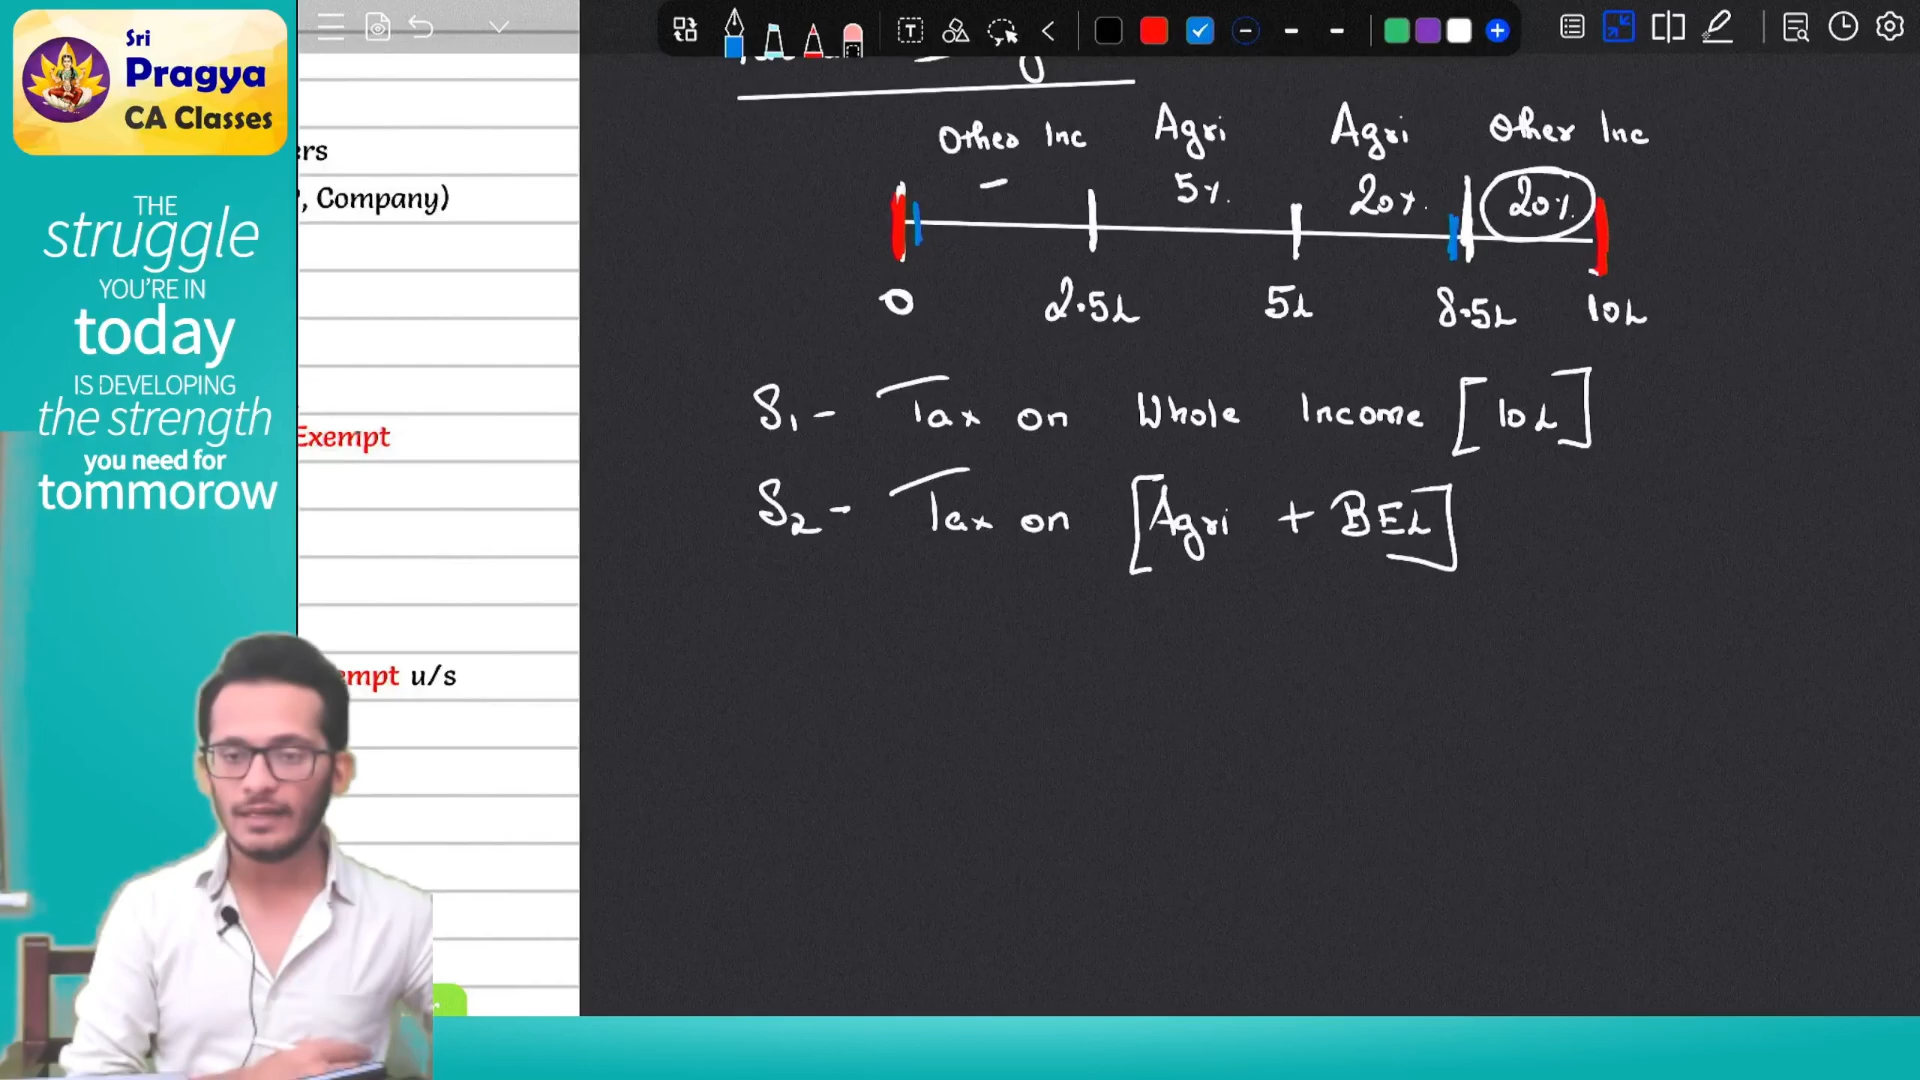 Sri
Pragya
CA Classes
THE
struggle
YOU'RE IN
today
IS DEVELOPING
the strength
you need for
tommorow
ers
, Company)
Exempt
empt u/s
Other Inc Agri Agri Other Inc
- 5%. 20%. 20%.
0 2.5L 5L 8.5L 10L
S1 - Tax on Whole Income [10L]
S2 - Tax on [Agri + BEL]